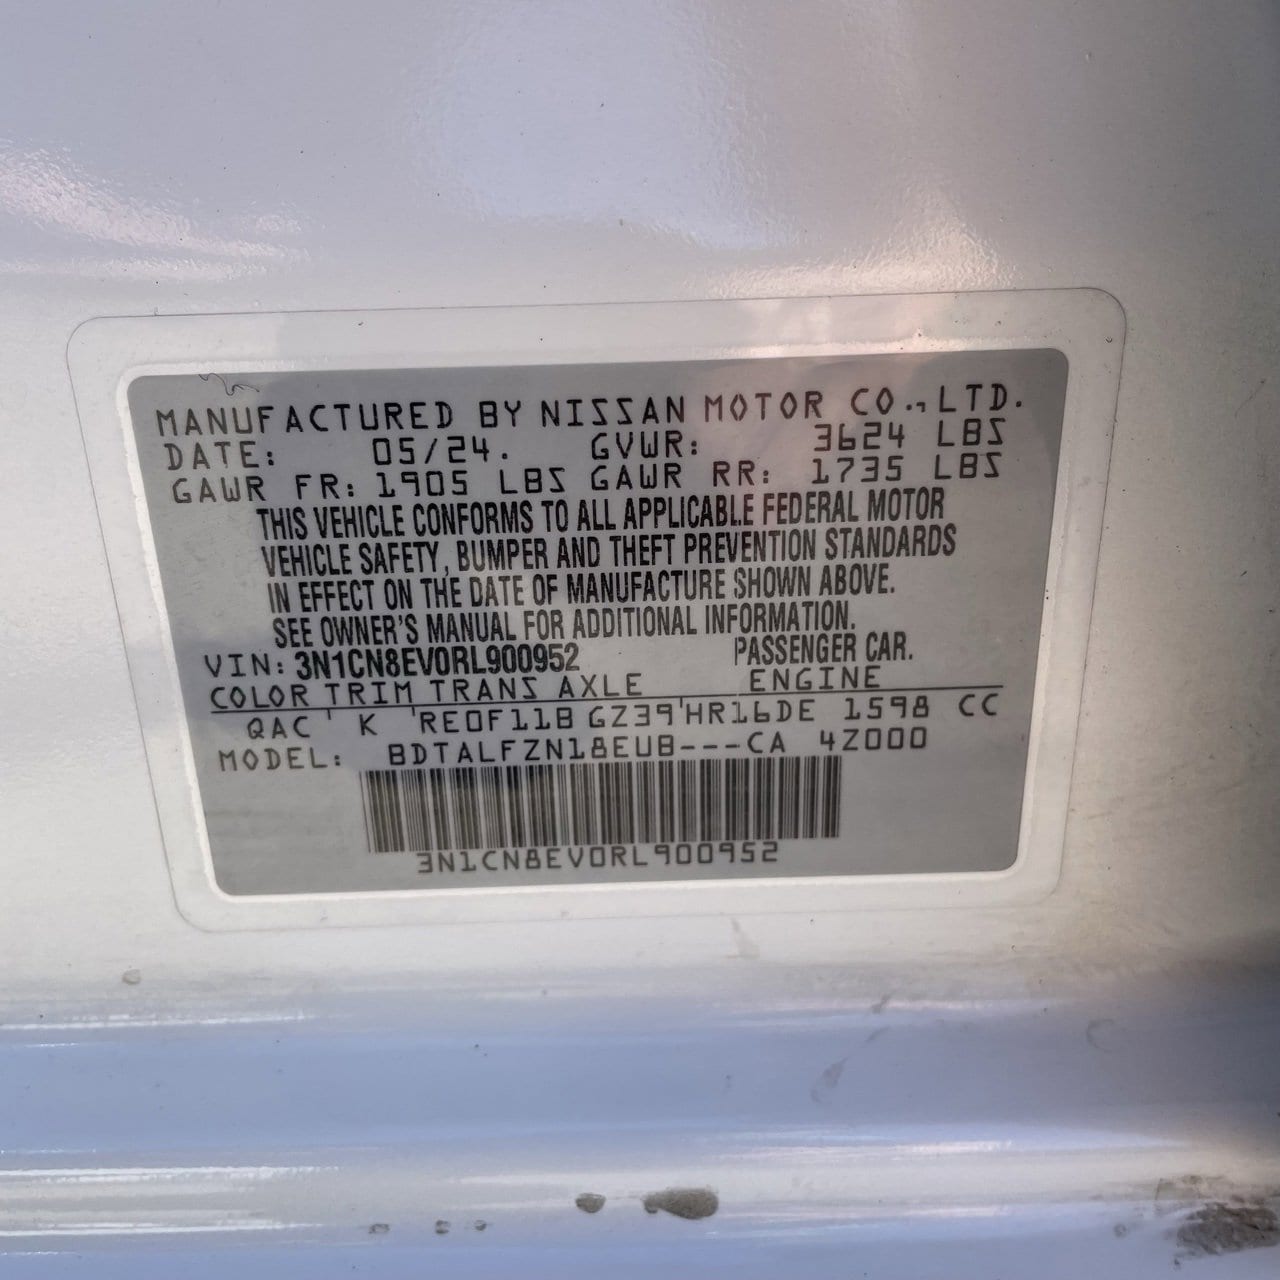 MANUFACTURED BY NISSAN MOTOR CO., LTD.
DATE: 05/24. GVWR: 3624 LBS
GAWR FR: 1905 LBS GAWR RR: 1735 LBS
THIS VEHICLE CONFORMS TO ALL APPLICABLE FEDERAL MOTOR
VEHICLE SAFETY, BUMPER AND THEFT PREVENTION STANDARDS
IN EFFECT ON THE DATE OF MANUFACTURE SHOWN ABOVE.
SEE OWNER'S MANUAL FOR ADDITIONAL INFORMATION.
VIN: 3N1CN8EV0RL900952 PASSENGER CAR.
COLOR TRIM TRANS AXLE ENGINE
QAC K RE0F11B GZ39 HR16DE 1598 CC
MODEL: BDTALFZN18EUB---CA 4Z000
3N1CN8EV0RL900952